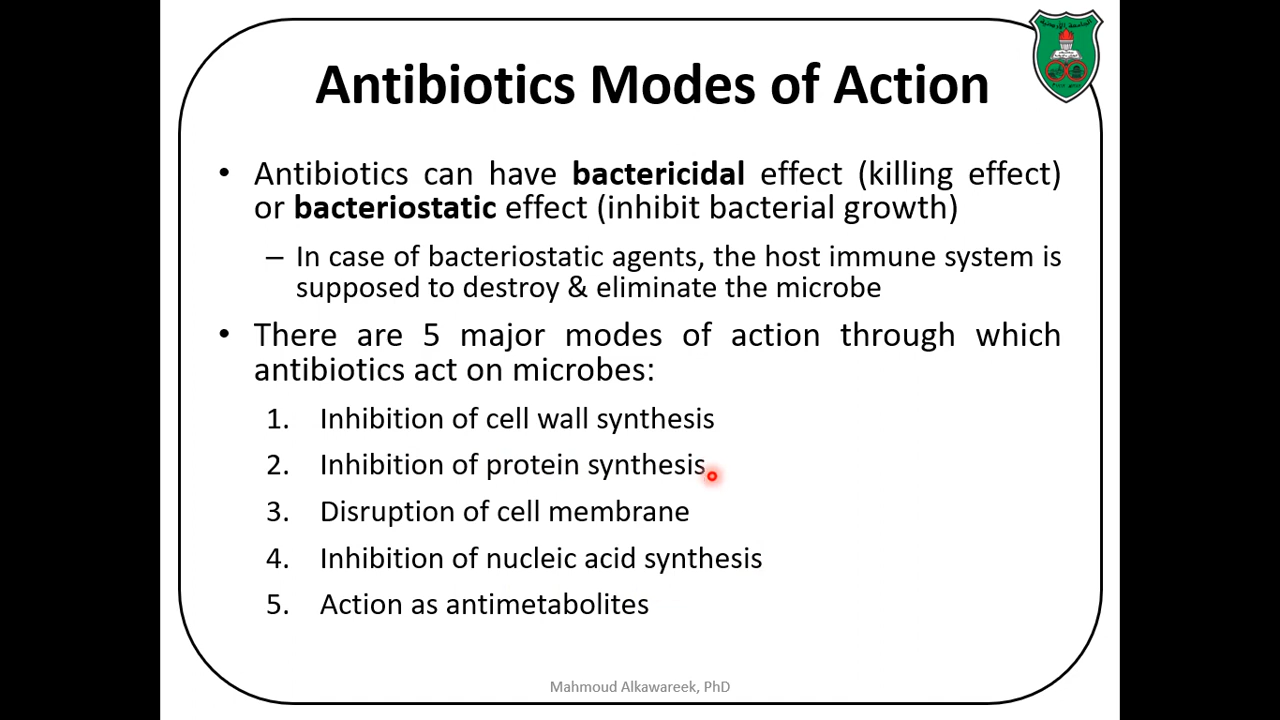 Antibiotics Modes of Action
• Antibiotics can have bactericidal effect (killing effect)
or bacteriostatic effect (inhibit bacterial growth)
– In case of bacteriostatic agents, the host immune system is
supposed to destroy & eliminate the microbe
• There are 5 major modes of action through which
antibiotics act on microbes:
1. Inhibition of cell wall synthesis
2. Inhibition of protein synthesis
3. Disruption of cell membrane
4. Inhibition of nucleic acid synthesis
5. Action as antimetabolites
Mahmoud Alkawareek, PhD